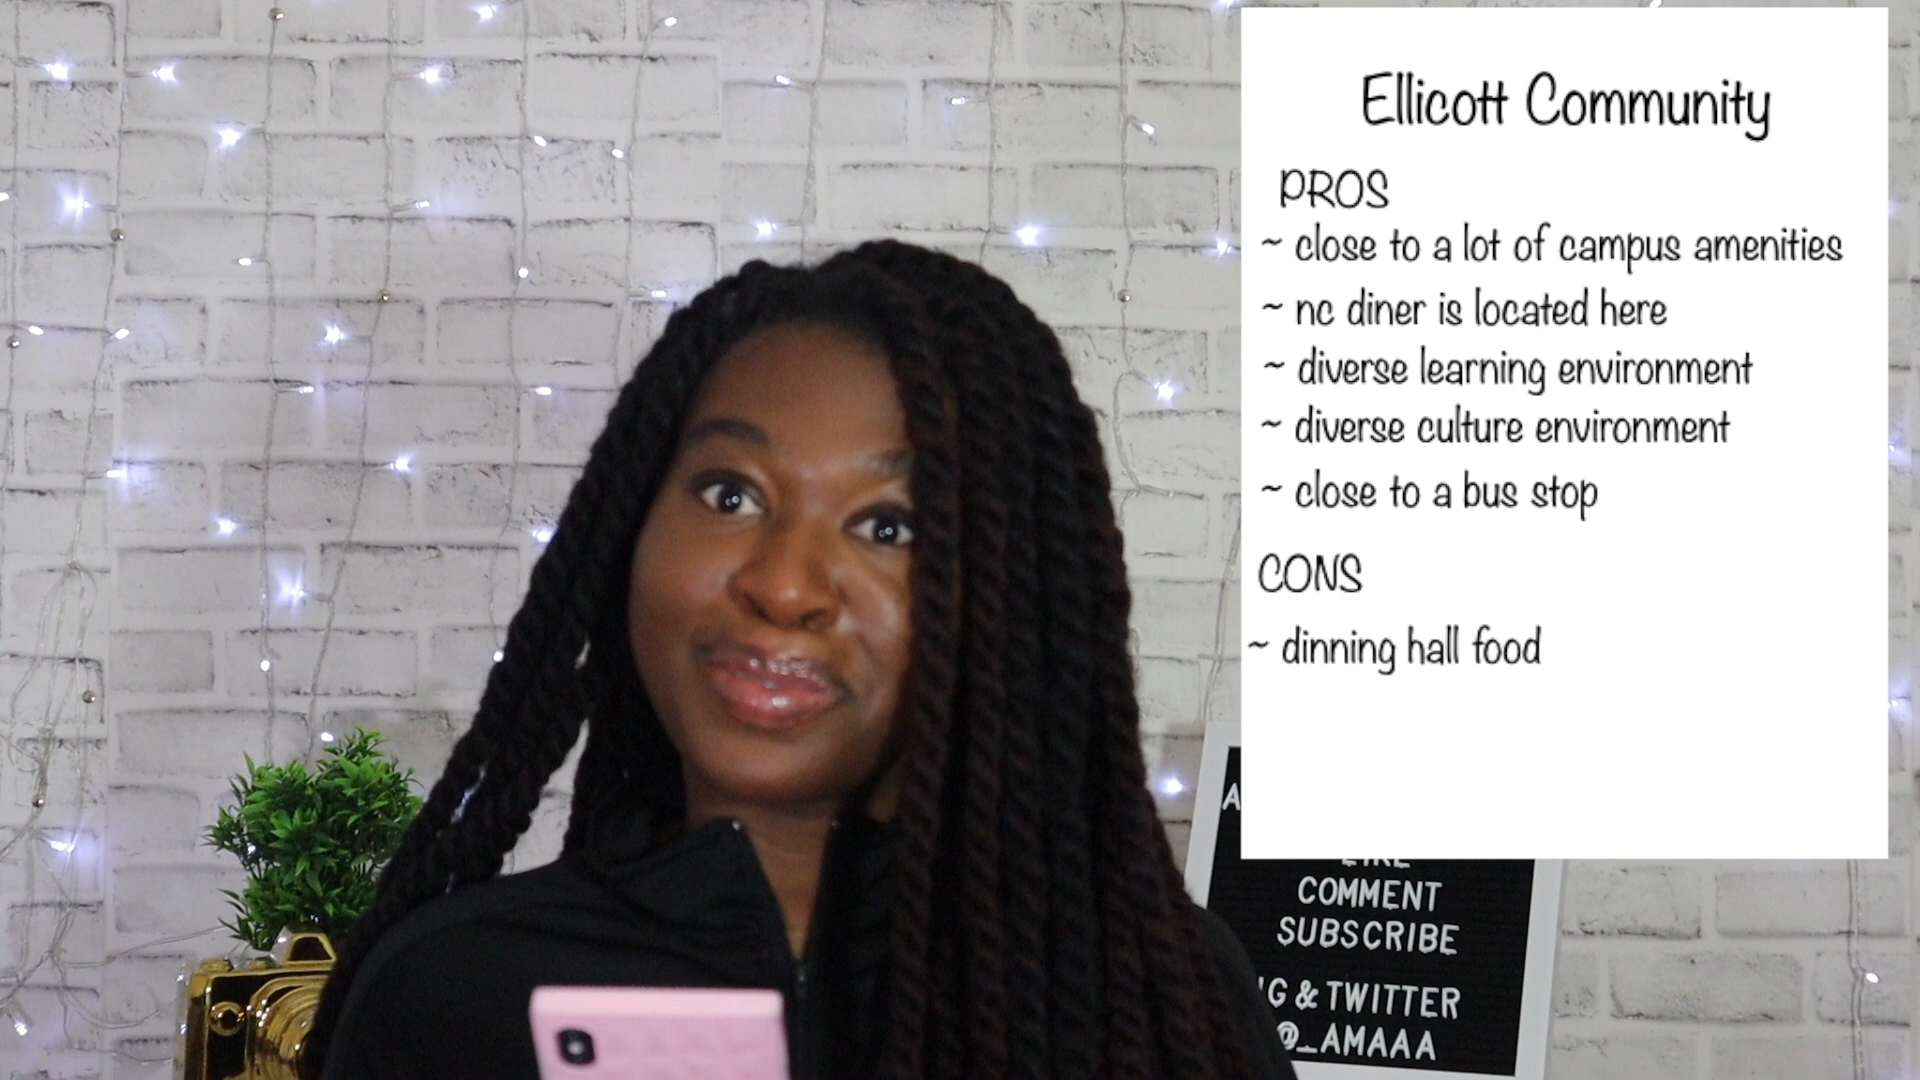 Ellicott Community
PROS
~ close to a lot of campus amenities
~ nc diner is located here
~ diverse learning environment
~ diverse culture environment
~ close to a bus stop
CONS
~ dinning hall food
COMMENT
SUBSCRIBE
IG & TWITTER
@_AMAAA